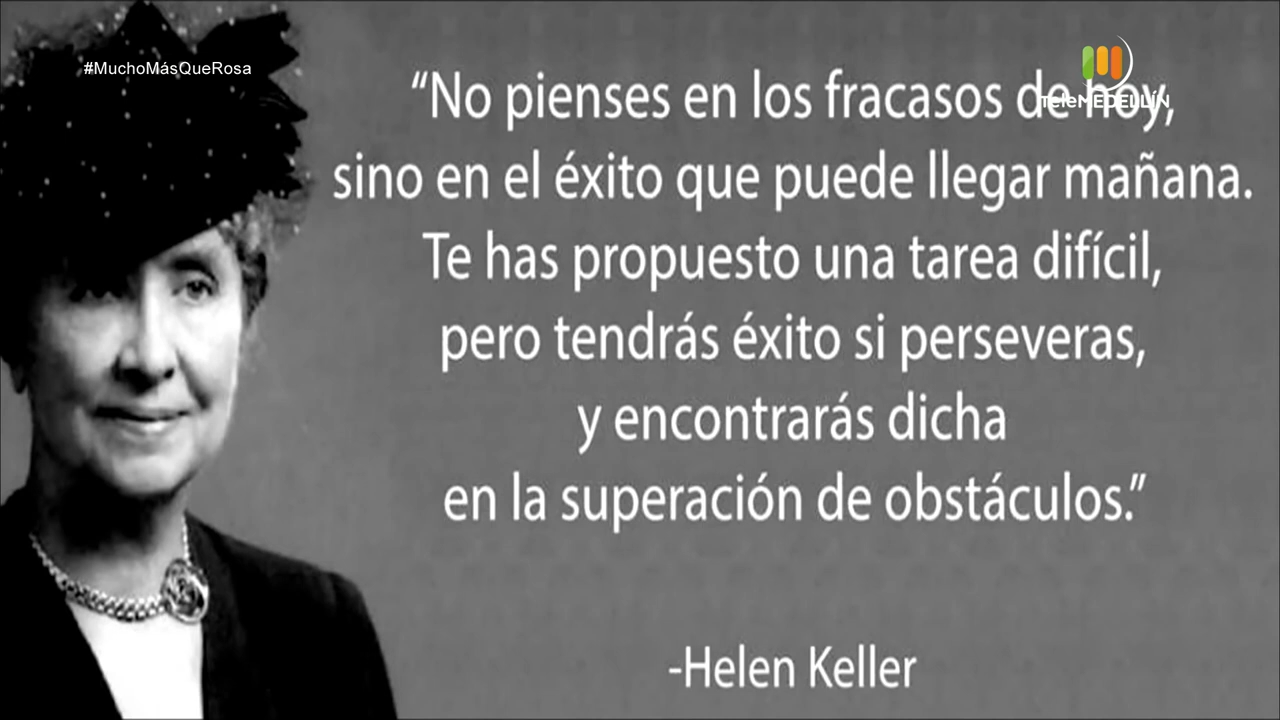 #MuchoMásQueRosa
TeleMEDELLÍN
“No pienses en los fracasos de hoy,
sino en el éxito que puede llegar mañana.
Te has propuesto una tarea difícil,
pero tendrás éxito si perseveras,
y encontrarás dicha
en la superación de obstáculos.”
-Helen Keller